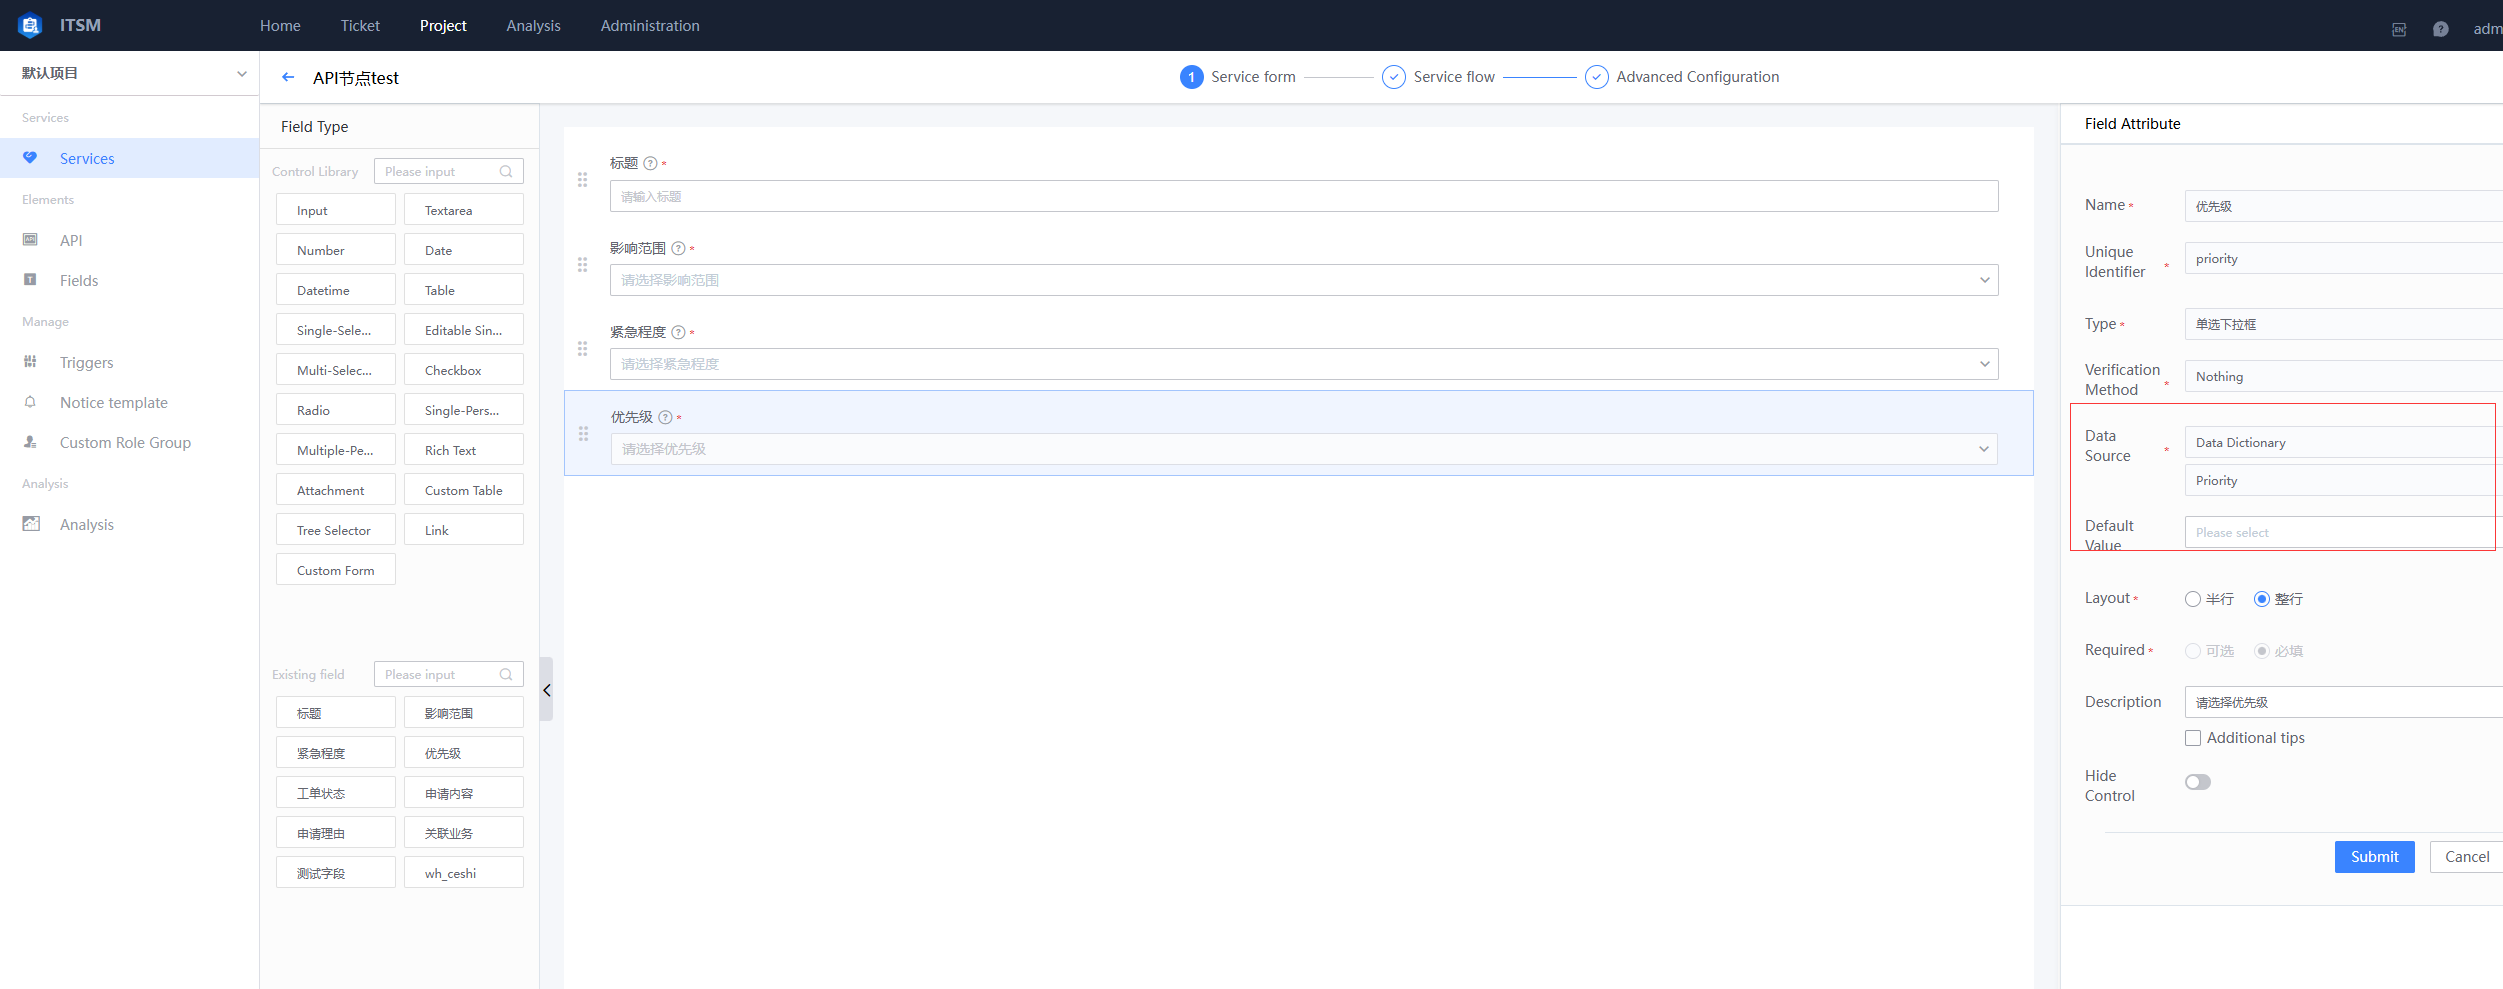 ITSM
Home Ticket Project Analysis Administration
EN ? adm
默认项目
API节点test
1 Service form Service flow Advanced Configuration
Services
Services
Elements
API
Fields
Manage
Triggers
Notice template
Custom Role Group
Analysis
Analysis
Field Type
Control Library Please input
Input Textarea
Number Date
Datetime Table
Single-Sele... Editable Sin...
Multi-Selec... Checkbox
Radio Single-Pers...
Multiple-Pe... Rich Text
Attachment Custom Table
Tree Selector Link
Custom Form
Existing field Please input
标题 影响范围
紧急程度 优先级
工单状态 申请内容
申请理由 关联业务
测试字段 wh_ceshi
标题 ? *
请输入标题
影响范围 ? *
请选择影响范围
紧急程度 ? *
请选择紧急程度
优先级 ? *
请选择优先级
Field Attribute
Name * 优先级
Unique Identifier * priority
Type * 单选下拉框
Verification Method * Nothing
Data Source * Data Dictionary
Priority
Default Value Please select
Layout * 半行 整行
Required * 可选 必填
Description 请选择优先级
Additional tips
Hide Control
Submit Cancel